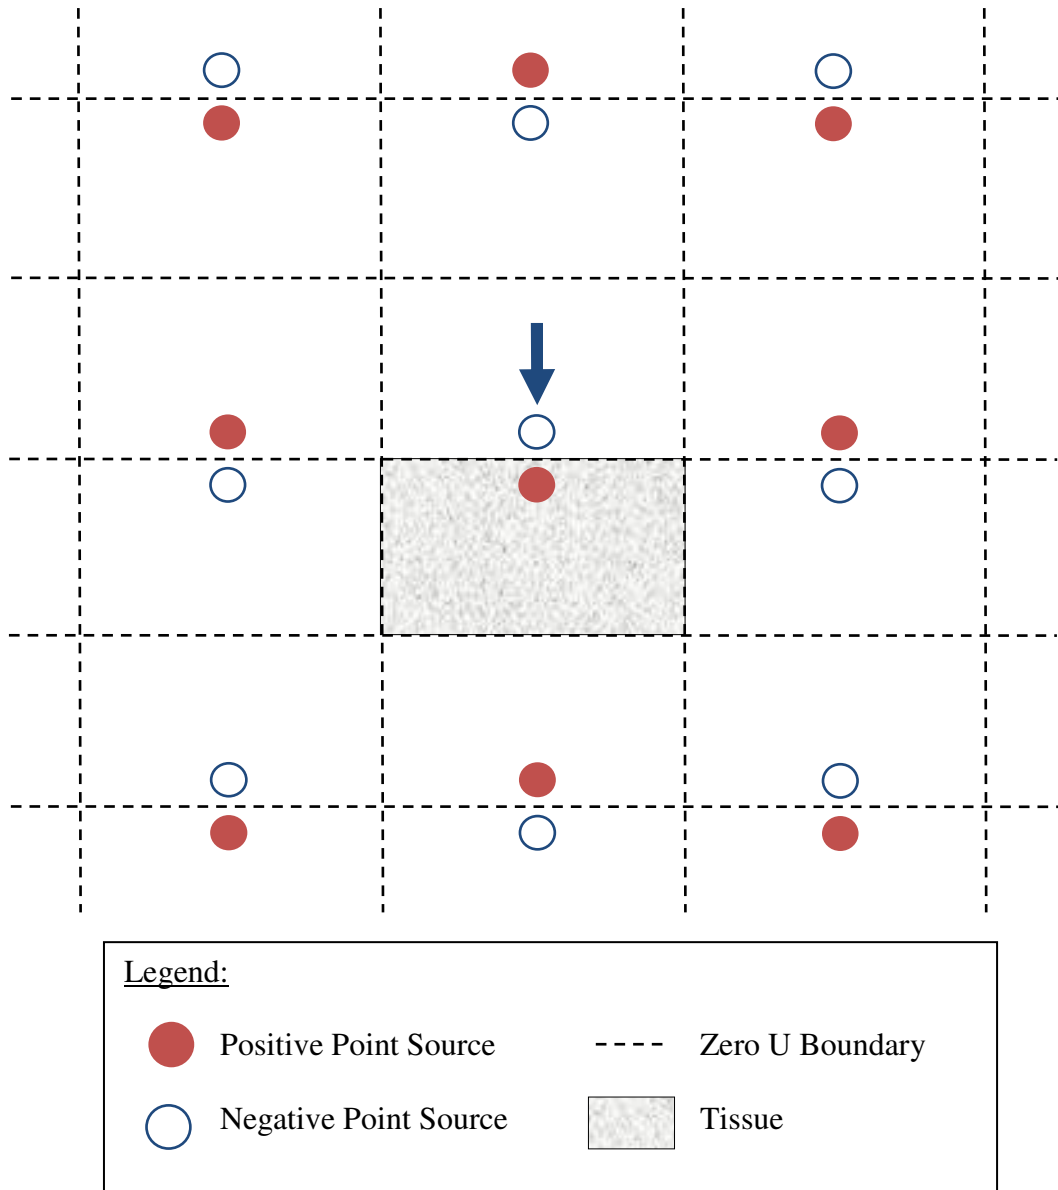 Legend:
Positive Point Source
Zero U Boundary
Negative Point Source
Tissue